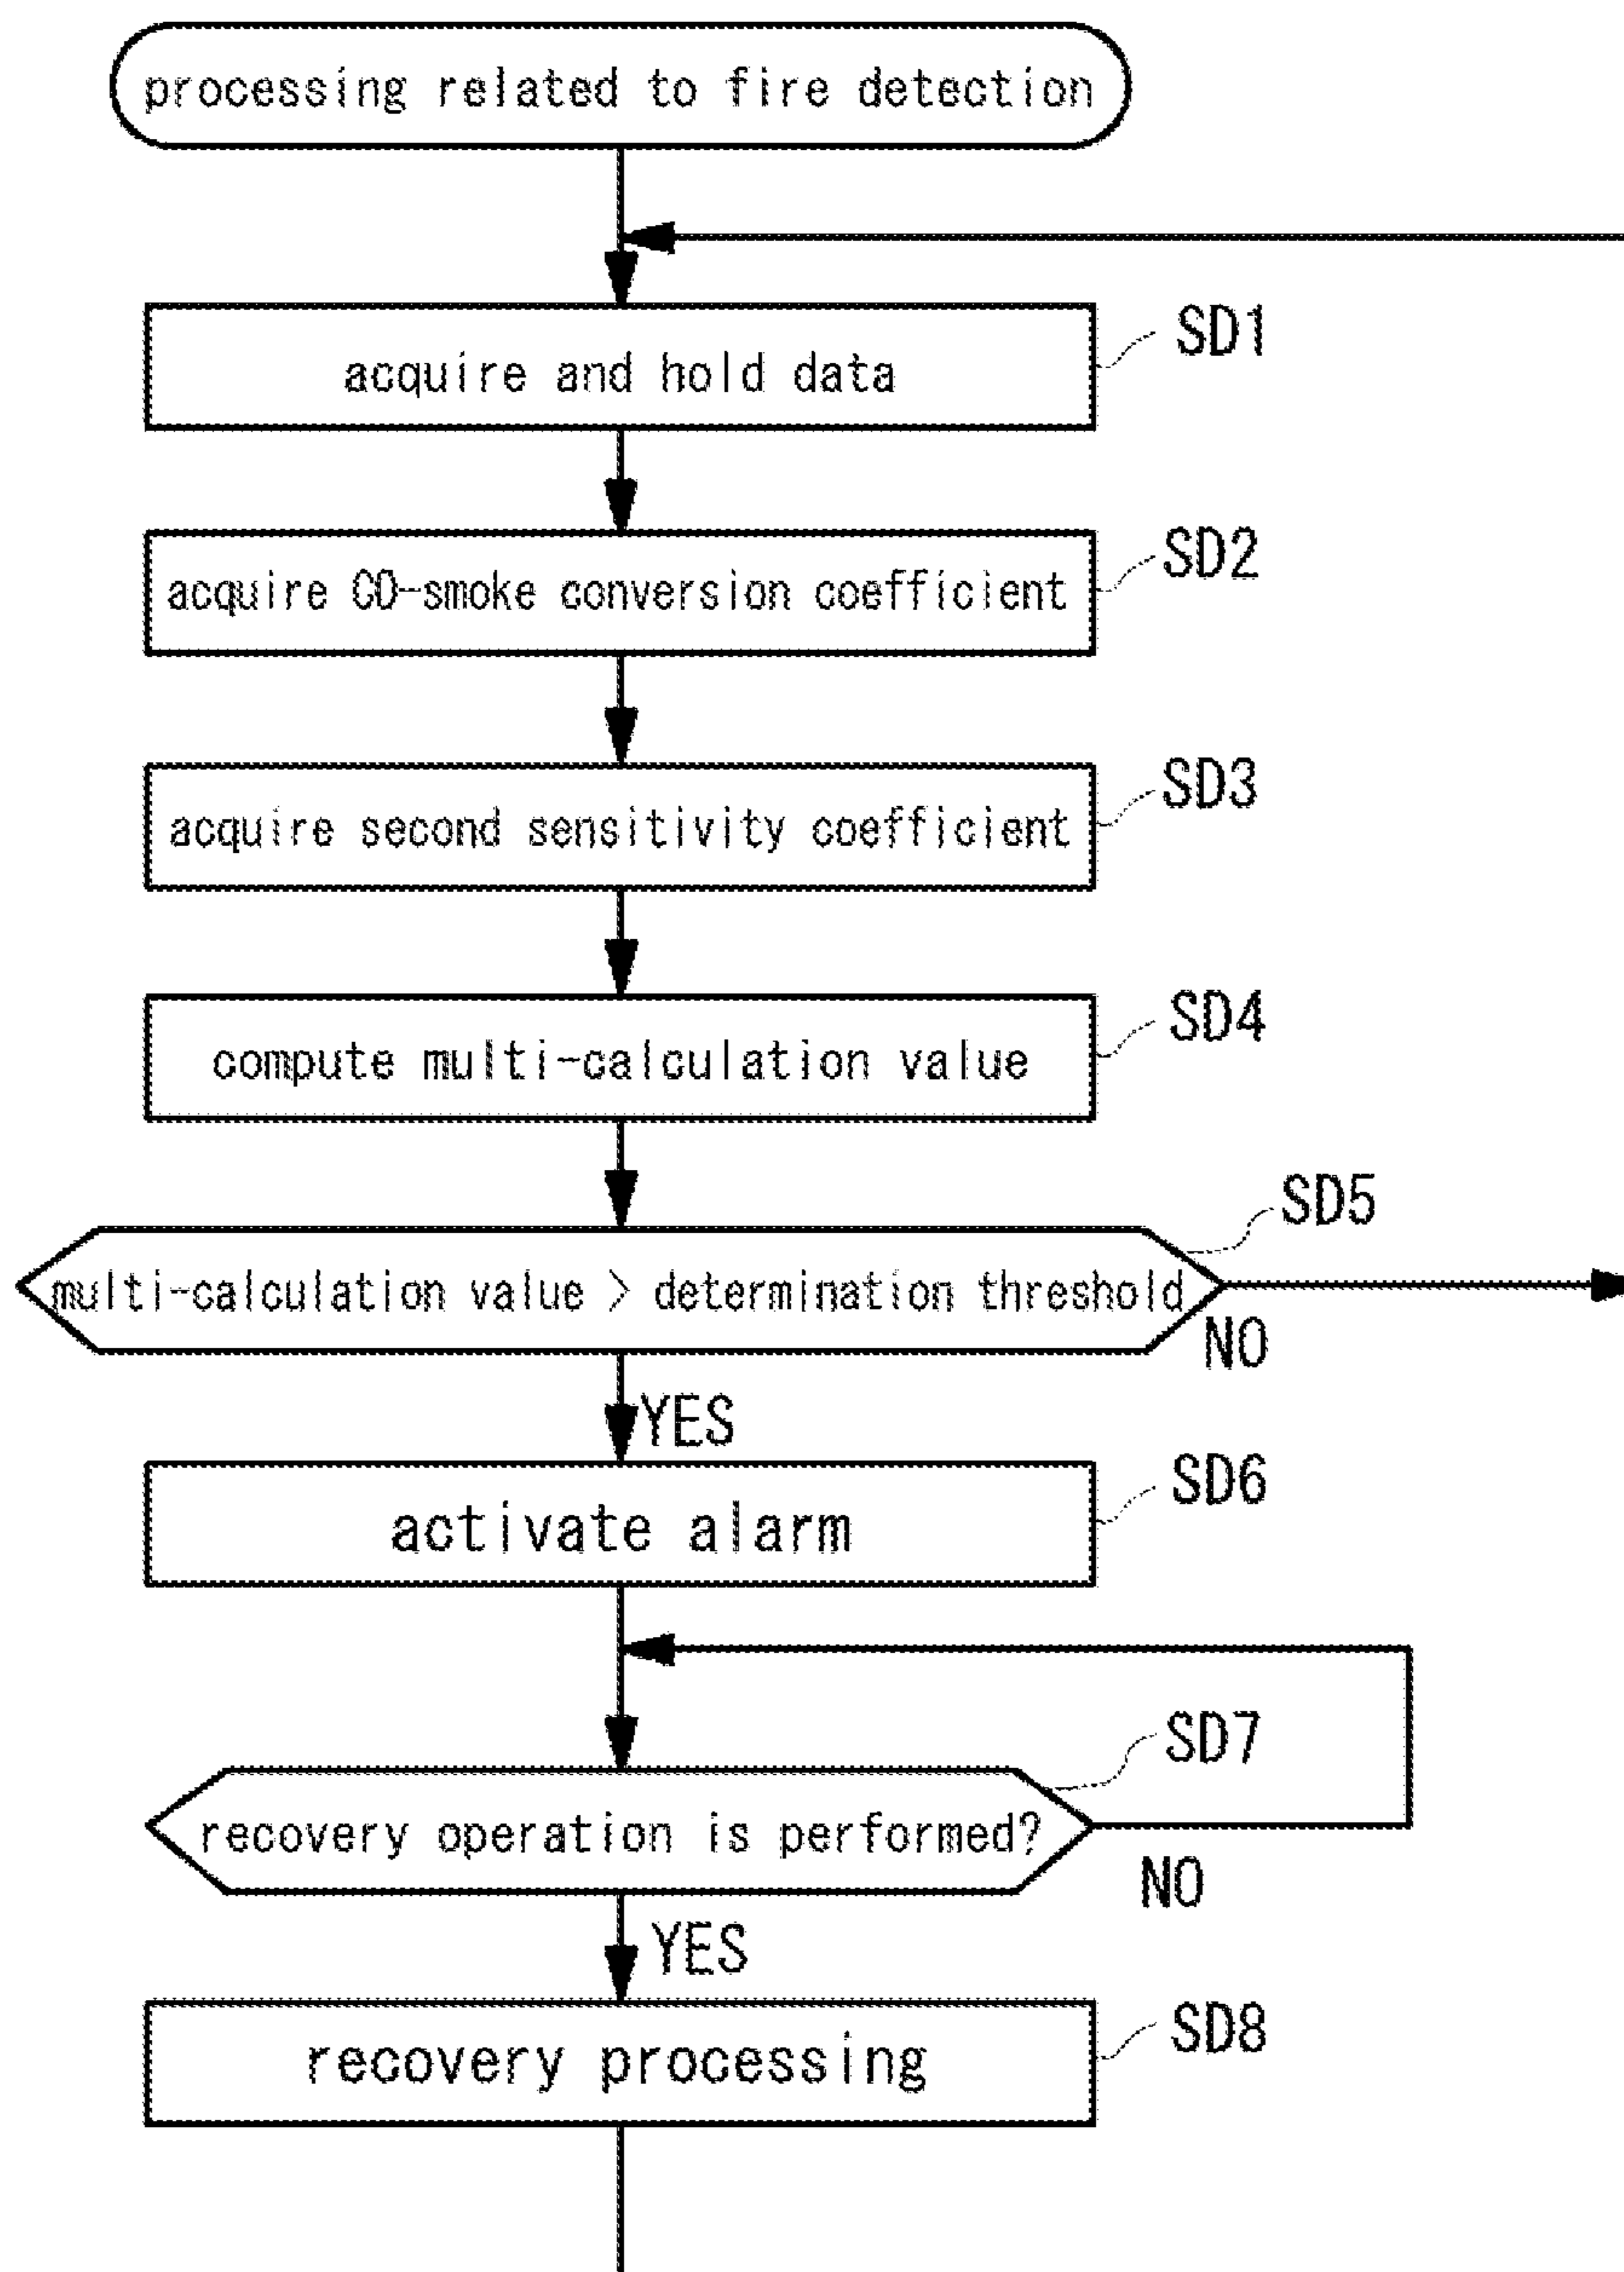 processing related to fire detection
acquire and hold data
SD1
acquire CO-smoke conversion coefficient
SD2
acquire second sensitivity coefficient
SD3
compute multi-calculation value
SD4
multi-calculation value > determination threshold
SD5
NO
YES
activate alarm
SD6
recovery operation is performed?
SD7
NO
YES
recovery processing
SD8